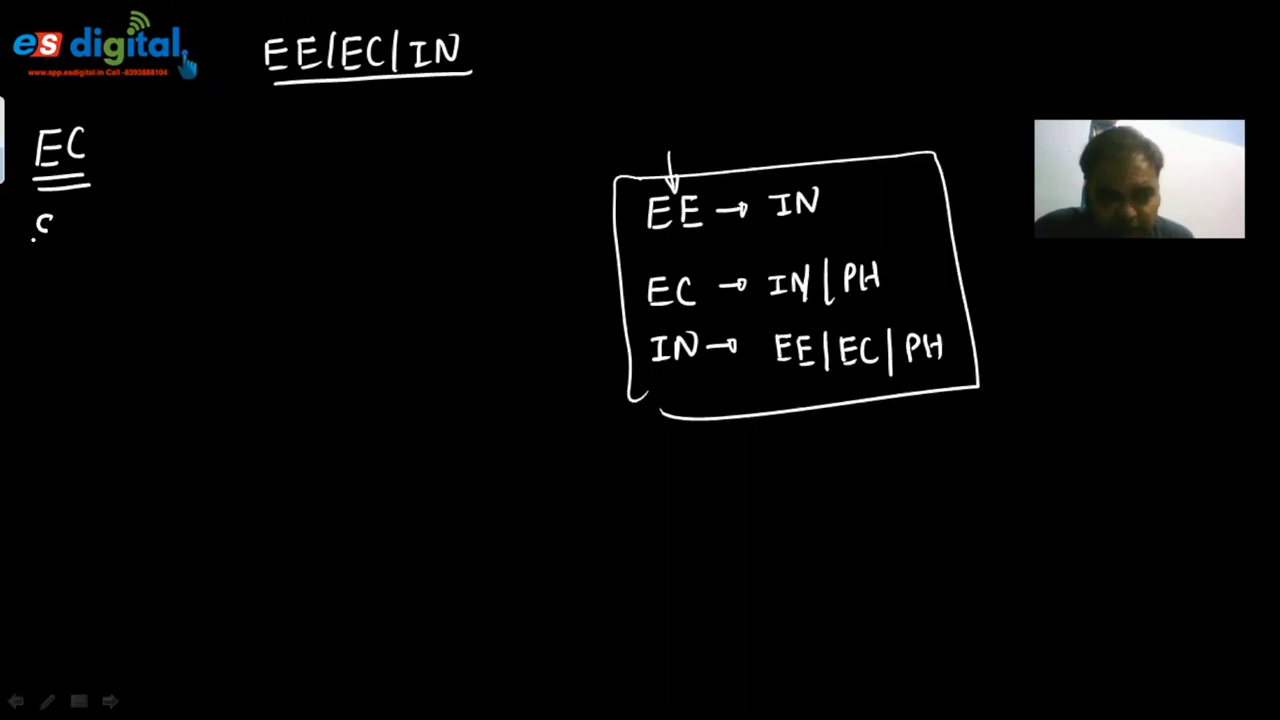 es digital.
www.app.esdigital.in Call -8393888104
EE/EC/IN
EC
EE → IN
EC → IN/PH
IN → EE/EC/PH